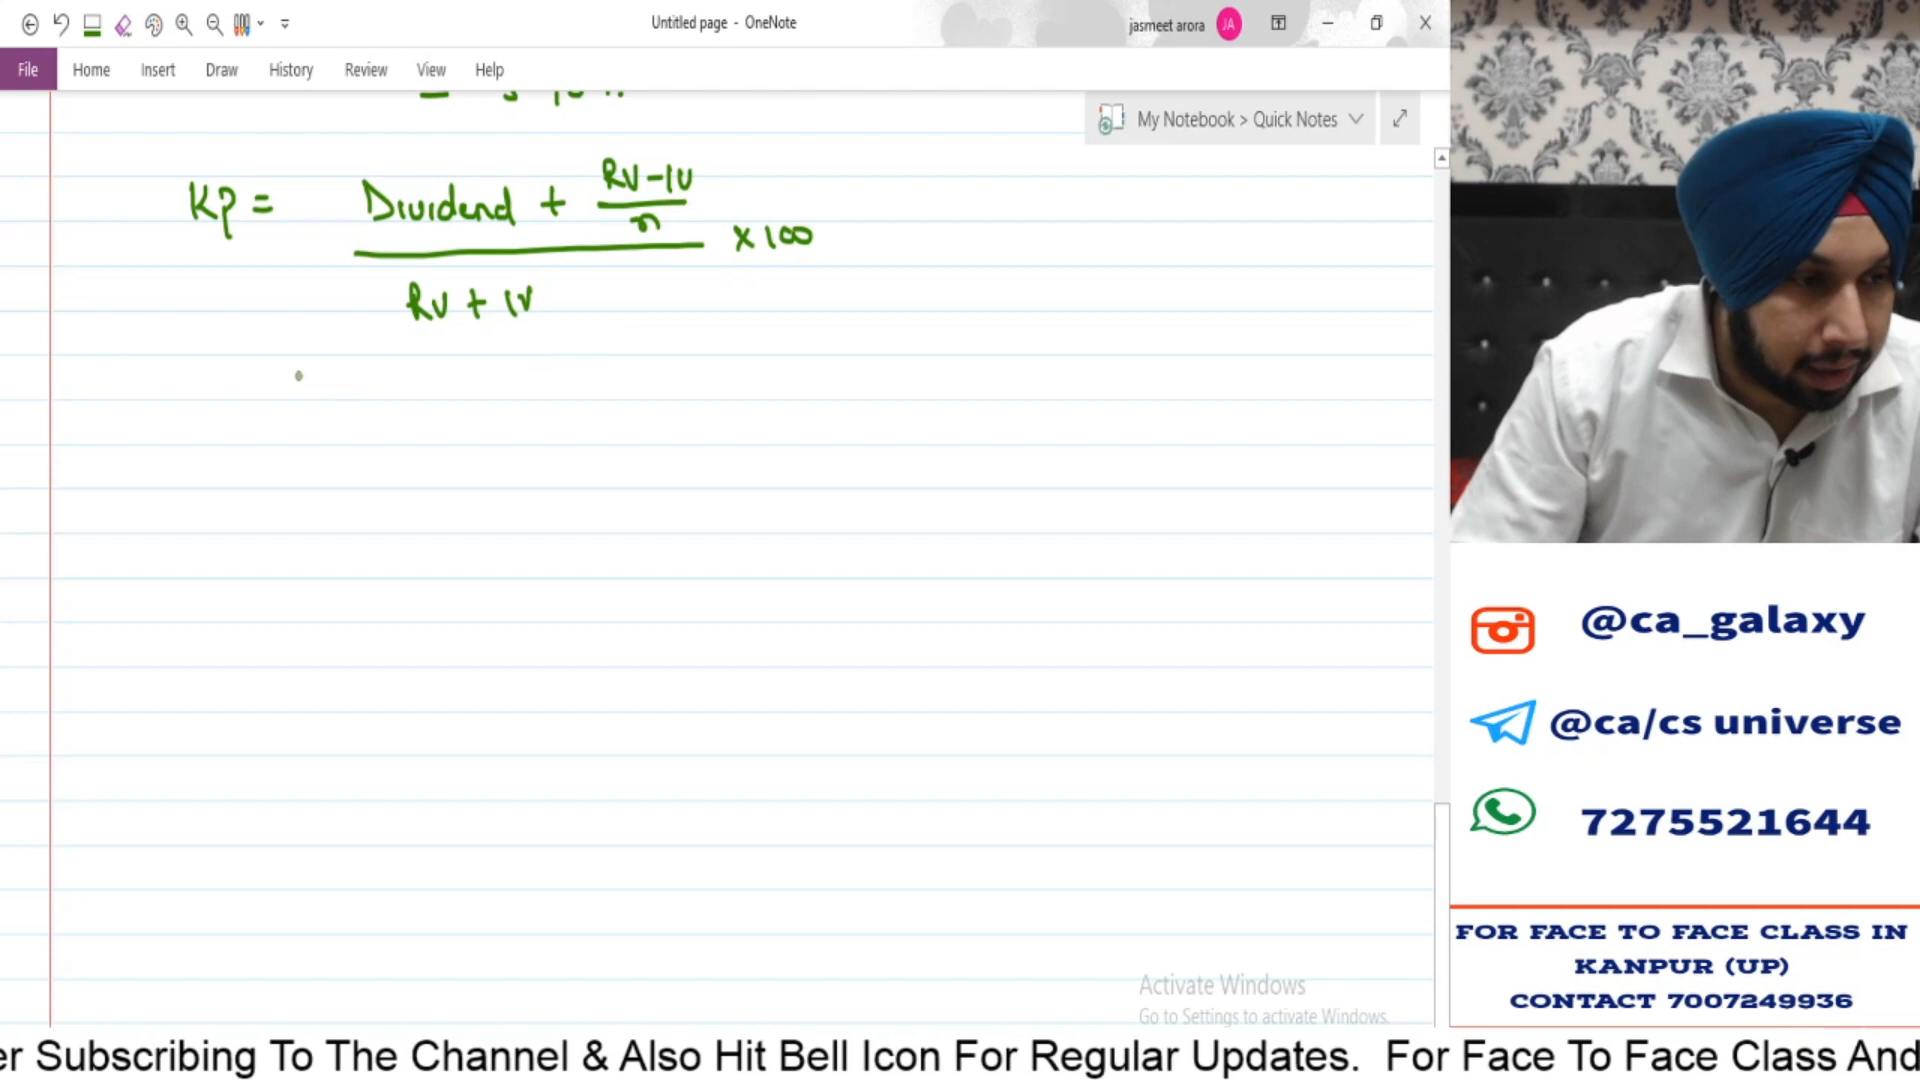 Untitled page - OneNote
jasmeet arora JA
File Home Insert Draw History Review View Help
My Notebook > Quick Notes
Kp = Dividend + RV - IV
n
x 100
RV + IV
@ca_galaxy
@ca/cs universe
7275521644
FOR FACE TO FACE CLASS IN
KANPUR (UP)
CONTACT 7007249936
Activate Windows
Go to Settings to activate Windows.
er Subscribing To The Channel & Also Hit Bell Icon For Regular Updates. For Face To Face Class And